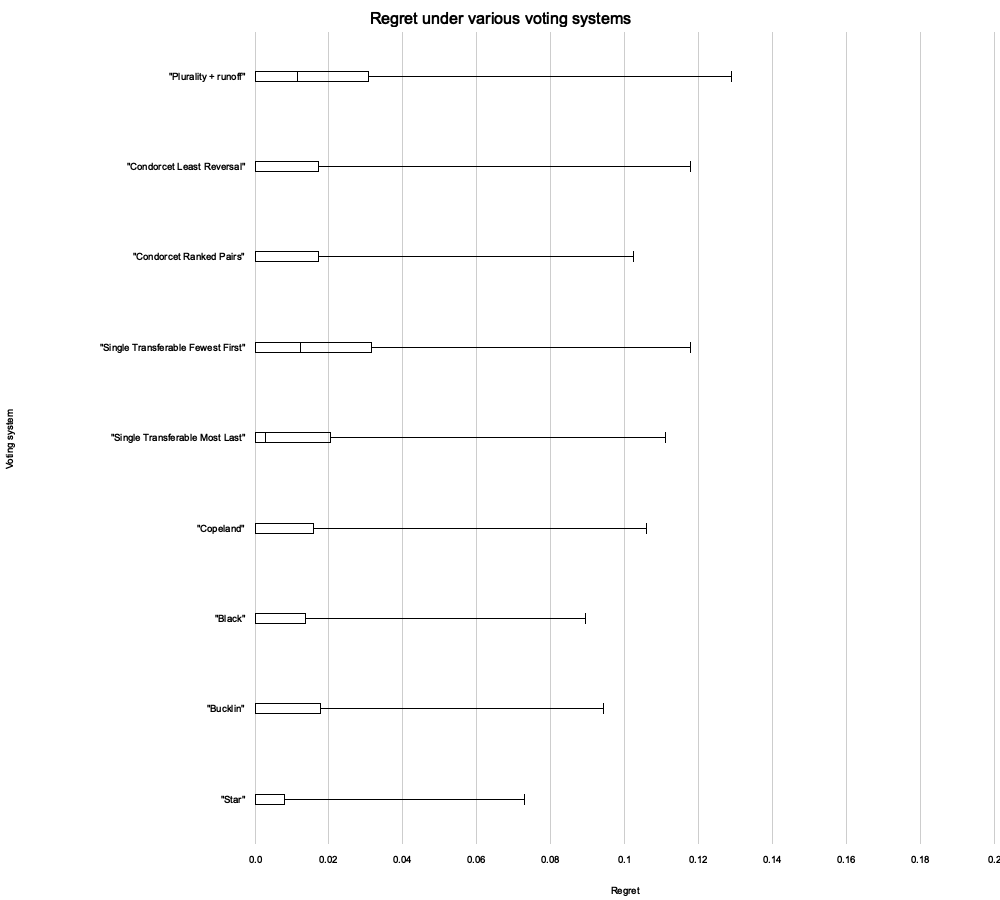 Regret under various voting systems
"Plurality + runoff"
"Condorcet Least Reversal"
"Condorcet Ranked Pairs"
"Single Transferable Fewest First"
"Single Transferable Most Last"
"Copeland"
"Black"
"Bucklin"
"Star"
Voting system
0.0 0.02 0.04 0.06 0.08 0.1 0.12 0.14 0.16 0.18 0.2
Regret